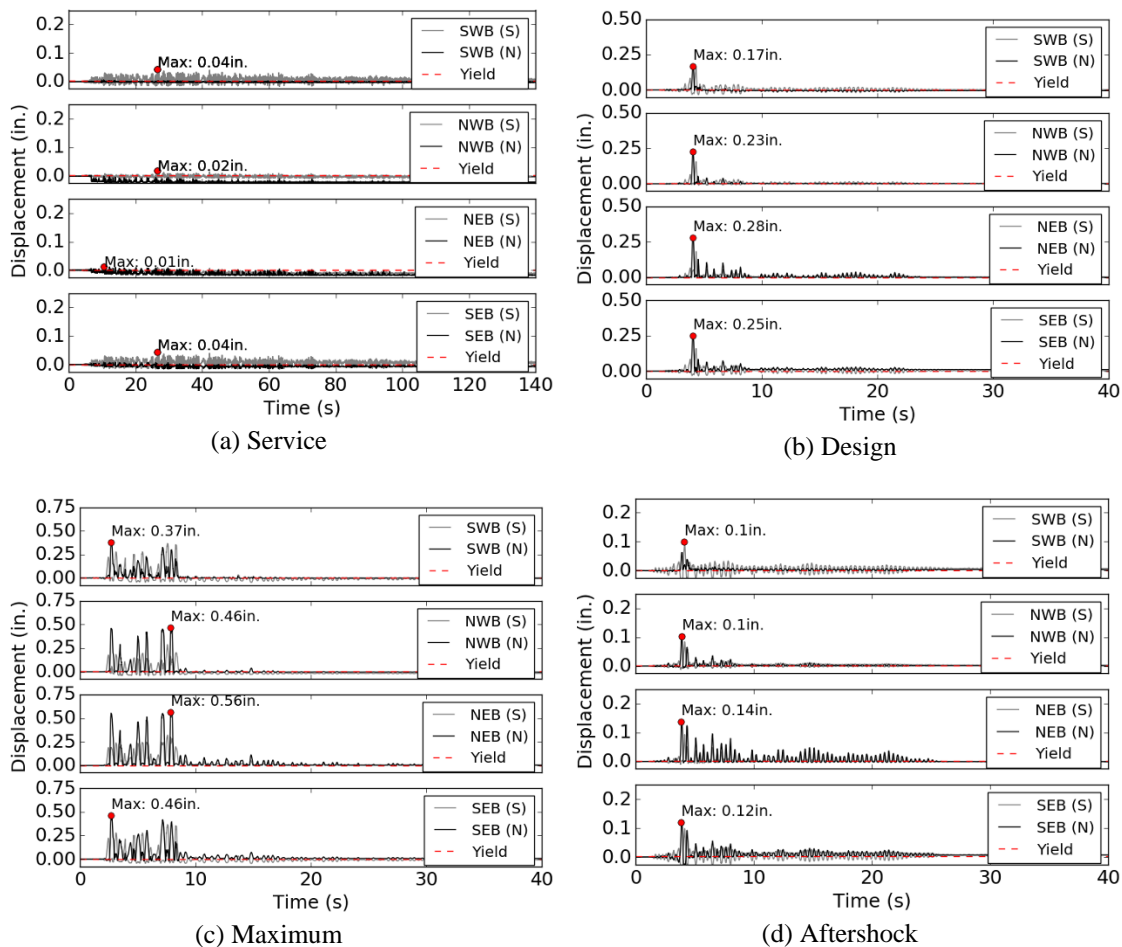 Displacement (in.)
0.2
0.1
0.0
Max: 0.04in.
SWB (S)
SWB (N)
Yield
0.2
0.1
0.0
Max: 0.02in.
NWB (S)
NWB (N)
Yield
0.2
0.1
0.0
Max: 0.01in.
NEB (S)
NEB (N)
Yield
0.2
0.1
0.0
Max: 0.04in.
SEB (S)
SEB (N)
Yield
0 20 40 60 80 100 120 140
Time (s)
(a) Service
Displacement (in.)
0.50
0.25
0.00
Max: 0.17in.
SWB (S)
SWB (N)
Yield
0.50
0.25
0.00
Max: 0.23in.
NWB (S)
NWB (N)
Yield
0.50
0.25
0.00
Max: 0.28in.
NEB (S)
NEB (N)
Yield
0.50
0.25
0.00
Max: 0.25in.
SEB (S)
SEB (N)
Yield
0 10 20 30 40
Time (s)
(b) Design
Displacement (in.)
0.75
0.50
0.25
0.00
Max: 0.37in.
SWB (S)
SWB (N)
Yield
0.75
0.50
0.25
0.00
Max: 0.46in.
NWB (S)
NWB (N)
Yield
0.75
0.50
0.25
0.00
Max: 0.56in.
NEB (S)
NEB (N)
Yield
0.75
0.50
0.25
0.00
Max: 0.46in.
SEB (S)
SEB (N)
Yield
0 10 20 30 40
Time (s)
(c) Maximum
Displacement (in.)
0.2
0.1
0.0
Max: 0.1in.
SWB (S)
SWB (N)
Yield
0.2
0.1
0.0
Max: 0.1in.
NWB (S)
NWB (N)
Yield
0.2
0.1
0.0
Max: 0.14in.
NEB (S)
NEB (N)
Yield
0.2
0.1
0.0
Max: 0.12in.
SEB (S)
SEB (N)
Yield
0 10 20 30 40
Time (s)
(d) Aftershock